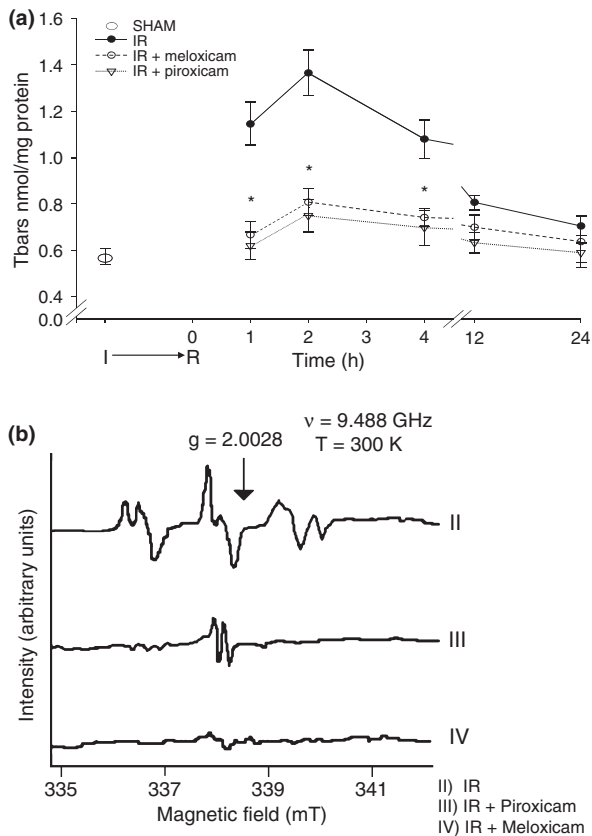 (a)
SHAM
IR
IR + meloxicam
IR + piroxicam
Tbars nmol/mg protein
1.6
1.4
1.2
1.0
0.8
0.6
0.4
0.0
*
*
*
0
1
2
3
4
12
24
I
R
Time (h)
(b)
ν = 9.488 GHz
g = 2.0028
T = 300 K
II
III
IV
Intensity (arbitrary units)
335
337
339
341
Magnetic field (mT)
II) IR
III) IR + Piroxicam
IV) IR + Meloxicam